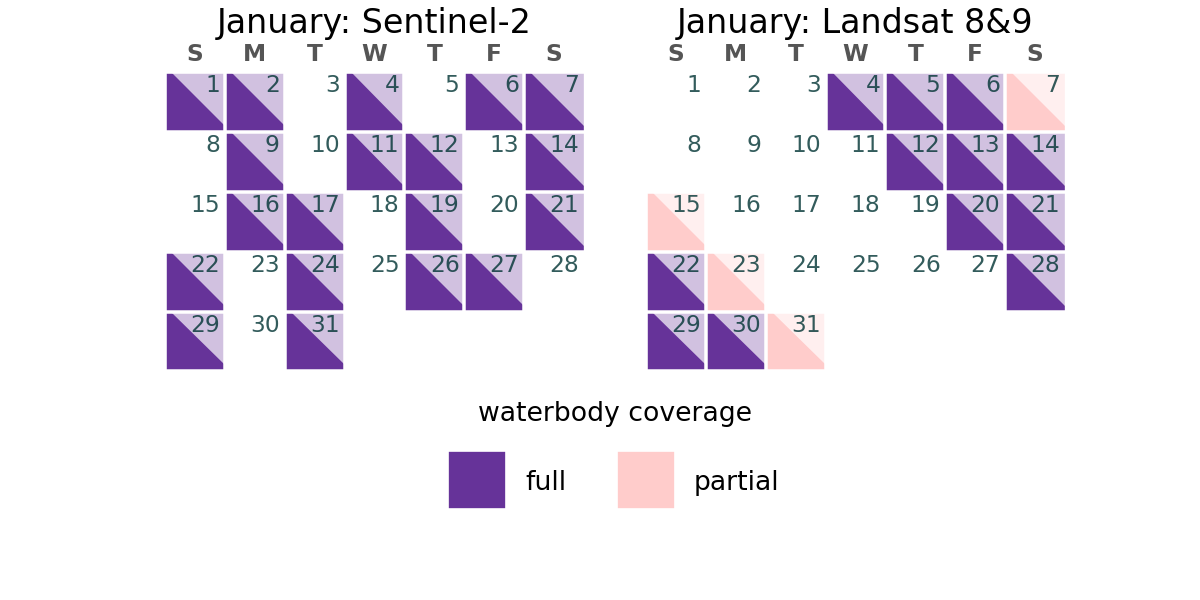 January: Sentinel-2
S M T W T F S
1 2 3 4 5 6 7
8 9 10 11 12 13 14
15 16 17 18 19 20 21
22 23 24 25 26 27 28
29 30 31
January: Landsat 8&9
S M T W T F S
1 2 3 4 5 6 7
8 9 10 11 12 13 14
15 16 17 18 19 20 21
22 23 24 25 26 27 28
29 30 31
waterbody coverage
full partial